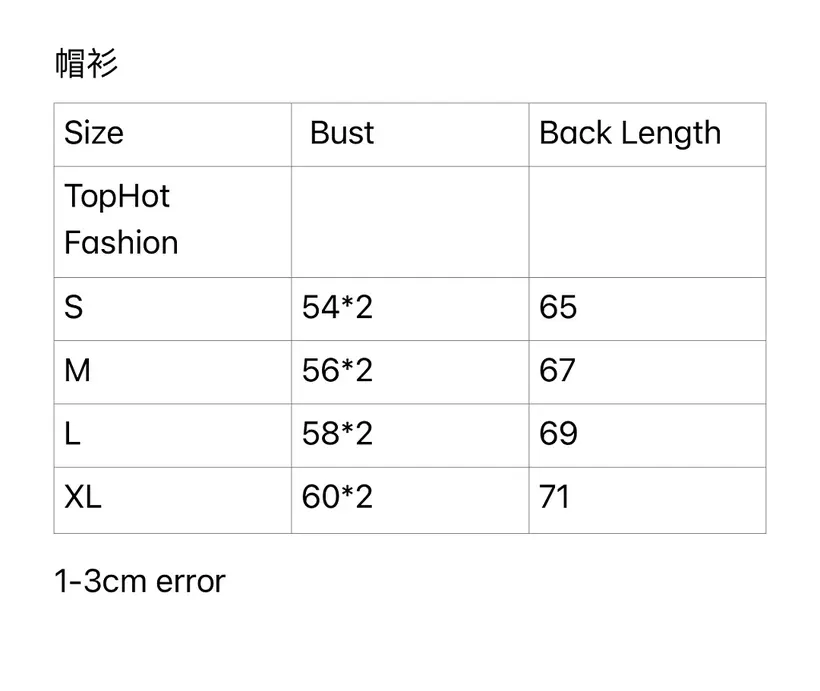 帽衫
Size Bust Back Length
TopHot
Fashion
S 54*2 65
M 56*2 67
L 58*2 69
XL 60*2 71
1-3cm error